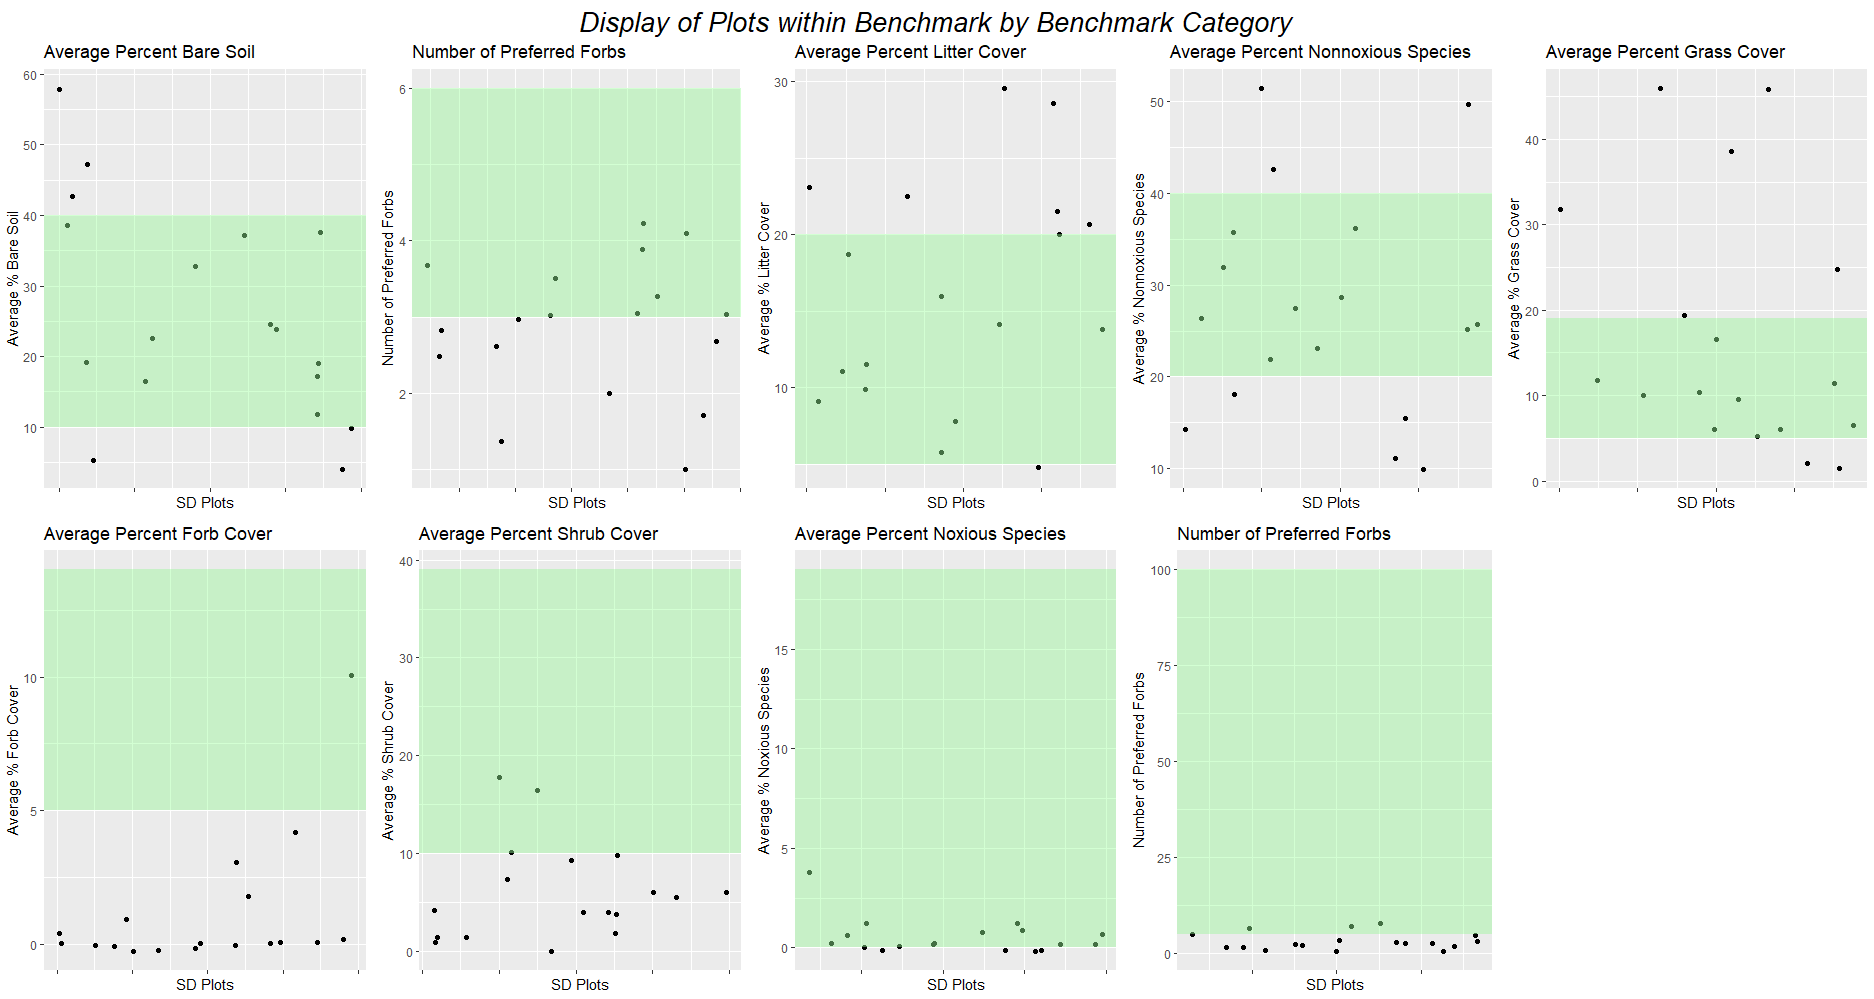 Display of Plots within Benchmark by Benchmark Category
Average Percent Bare Soil
Average % Bare Soil
60
50
40
30
20
10
SD Plots
Number of Preferred Forbs
Number of Preferred Forbs
6
4
2
SD Plots
Average Percent Litter Cover
Average % Litter Cover
30
20
10
SD Plots
Average Percent Nonnoxious Species
Average % Nonnoxious Species
50
40
30
20
10
SD Plots
Average Percent Grass Cover
Average % Grass Cover
40
30
20
10
0
SD Plots
Average Percent Forb Cover
Average % Forb Cover
10
5
0
SD Plots
Average Percent Shrub Cover
Average % Shrub Cover
40
30
20
10
0
SD Plots
Average Percent Noxious Species
Average % Noxious Species
15
10
5
0
SD Plots
Number of Preferred Forbs
Number of Preferred Forbs
100
75
50
25
0
SD Plots